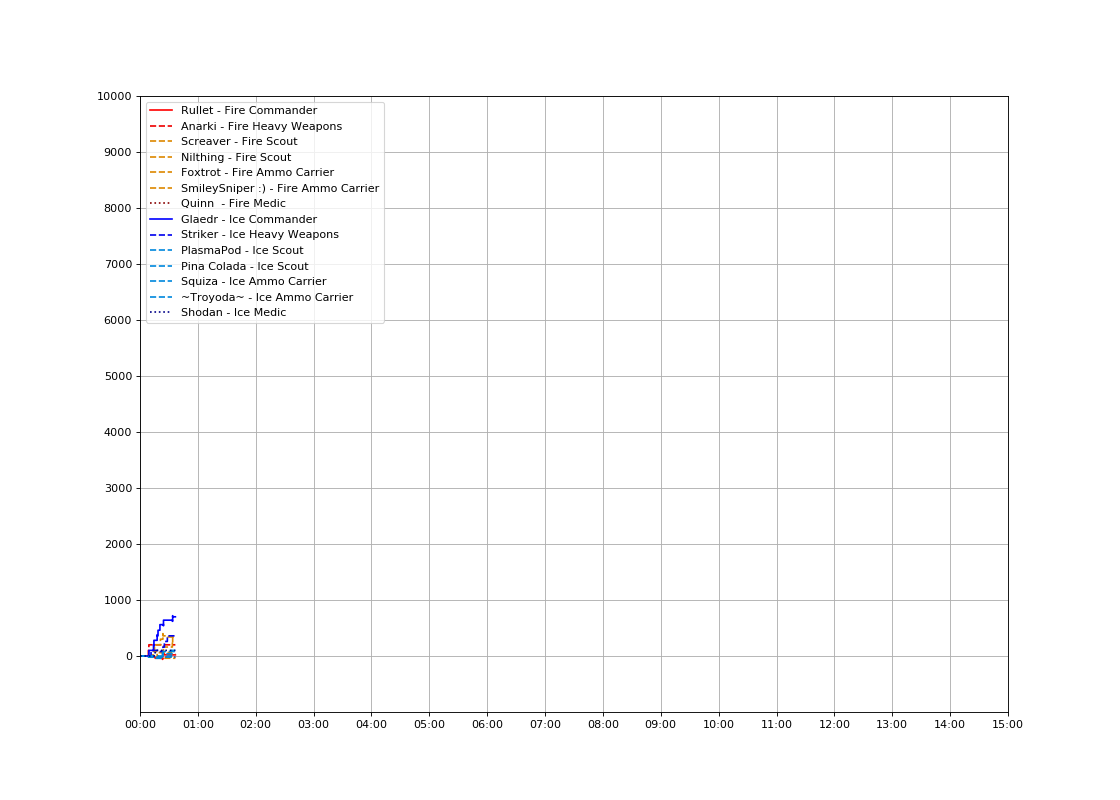 10000
9000
8000
7000
6000
5000
4000
3000
2000
1000
0
Rullet - Fire Commander
Anarki - Fire Heavy Weapons
Screaver - Fire Scout
Nilthing - Fire Scout
Foxtrot - Fire Ammo Carrier
SmileySniper :) - Fire Ammo Carrier
Quinn  - Fire Medic
Glaedr - Ice Commander
Striker - Ice Heavy Weapons
PlasmaPod - Ice Scout
Pina Colada - Ice Scout
Squiza - Ice Ammo Carrier
~Troyoda~ - Ice Ammo Carrier
Shodan - Ice Medic
00:00 01:00 02:00 03:00 04:00 05:00 06:00 07:00 08:00 09:00 10:00 11:00 12:00 13:00 14:00 15:00